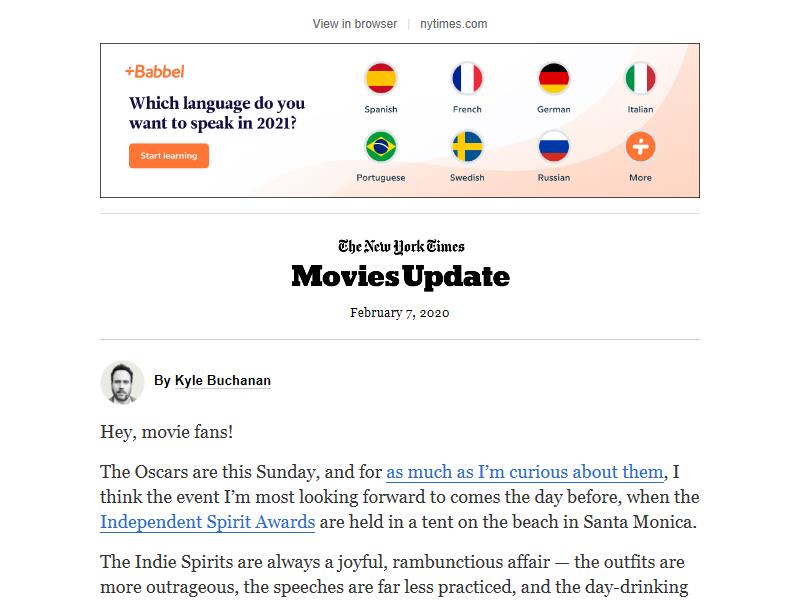 View in browser | nytimes.com
+Babbel
Which language do you
want to speak in 2021?
Start learning
Spanish French German Italian
Portuguese Swedish Russian More
The New York Times
Movies Update
February 7, 2020
By Kyle Buchanan
Hey, movie fans!
The Oscars are this Sunday, and for as much as I’m curious about them, I
think the event I’m most looking forward to comes the day before, when the
Independent Spirit Awards are held in a tent on the beach in Santa Monica.
The Indie Spirits are always a joyful, rambunctious affair — the outfits are
more outrageous, the speeches are far less practiced, and the day-drinking